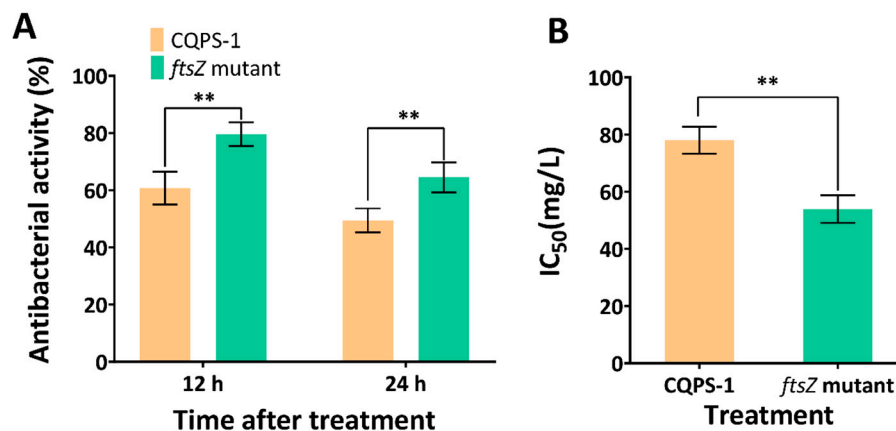 A
CQPS-1
ftsZ mutant
Antibacterial activity (%)
100
80
60
40
20
0
**
**
12 h
24 h
Time after treatment
B
IC50(mg/L)
100
80
60
40
20
0
**
CQPS-1
ftsZ mutant
Treatment